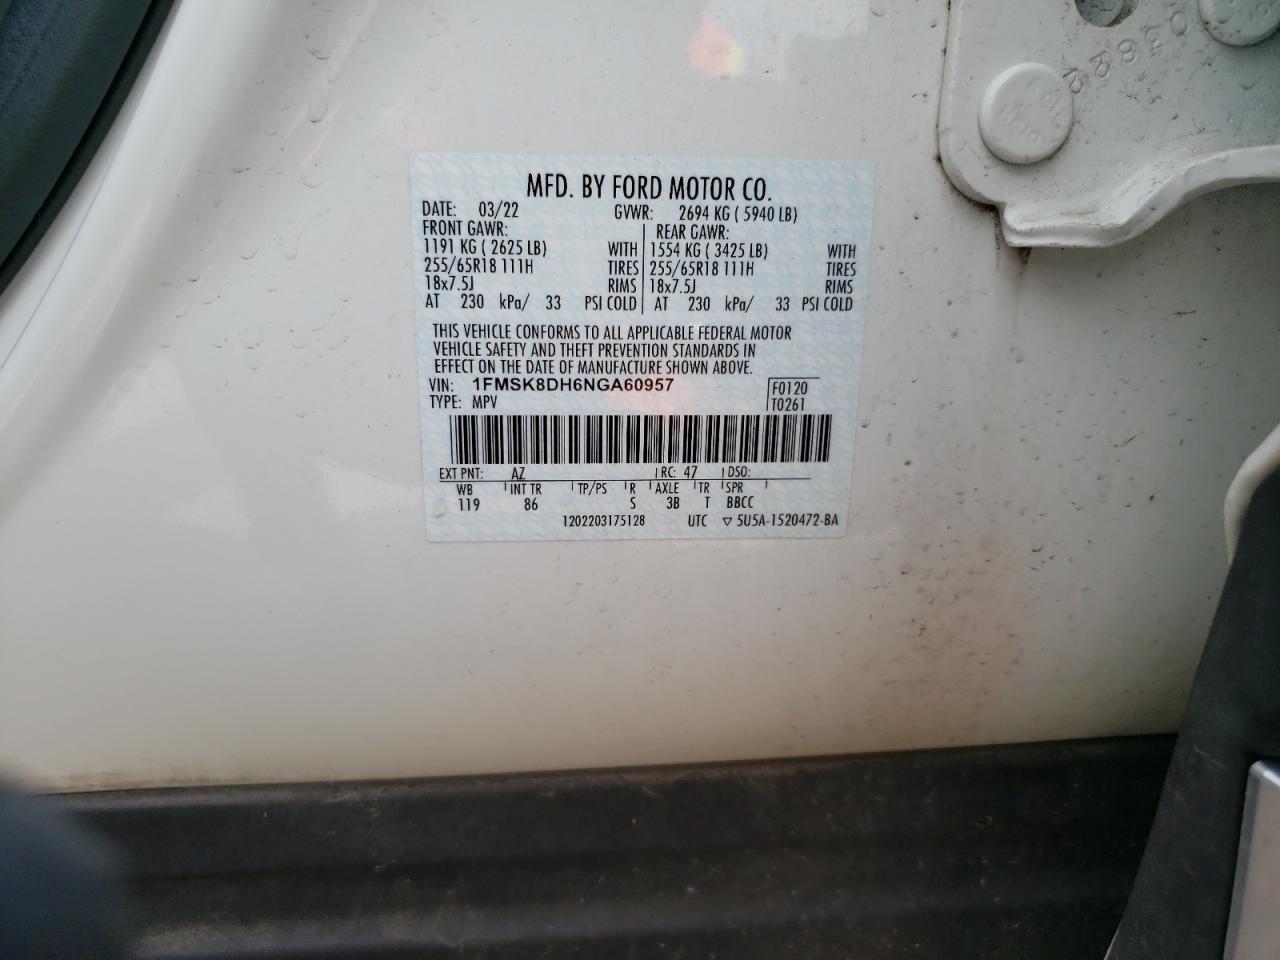 MFD. BY FORD MOTOR CO.
DATE: 03/22 GVWR: 2694 KG ( 5940 LB)
FRONT GAWR: REAR GAWR:
1191 KG ( 2625 LB) WITH 1554 KG ( 3425 LB) WITH
255/65R18 111H TIRES 255/65R18 111H TIRES
18x7.5J RIMS 18x7.5J RIMS
AT 230 kPa/ 33 PSI COLD AT 230 kPa/ 33 PSI COLD
THIS VEHICLE CONFORMS TO ALL APPLICABLE FEDERAL MOTOR
VEHICLE SAFETY AND THEFT PREVENTION STANDARDS IN
EFFECT ON THE DATE OF MANUFACTURE SHOWN ABOVE.
VIN: 1FMSK8DH6NGA60957 F0120
TYPE: MPV T0261
EXT PNT: AZ RC: 47 DSO:
WB INT TR TP/PS R AXLE TR SPR
119 86 S 3B T BBCC
1202203175128 UTC ▽ 5U5A-1520472-BA